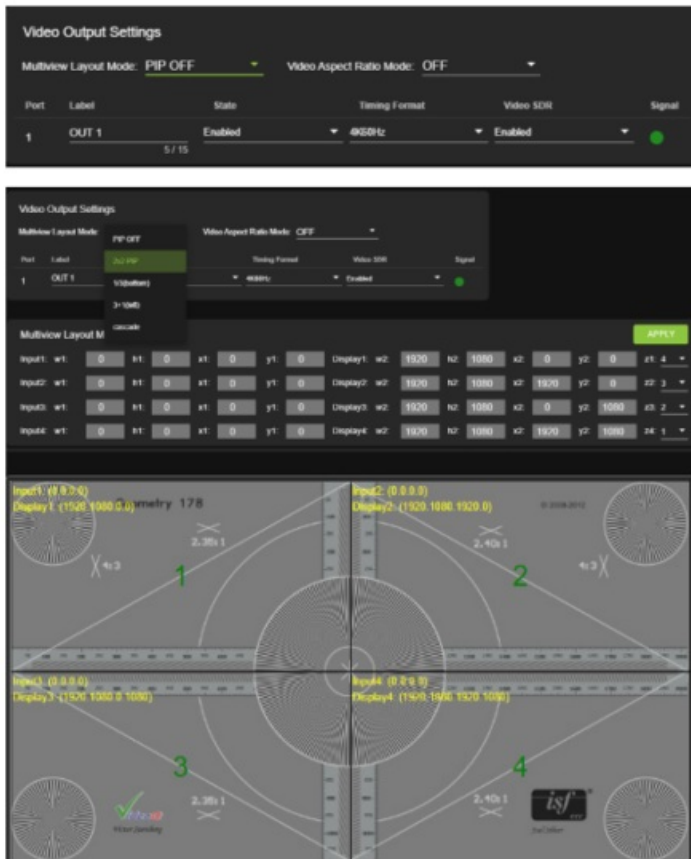 Video Output Settings
Multiview Layout Mode: PIP OFF Video Aspect Ratio Mode: OFF
Port Label State Timing Format Video SDR Signal
1 OUT 1 Enabled 4K60Hz Enabled
5 / 15
Video Output Settings
Multiview Layout Mode: Video Aspect Ratio Mode: OFF
PIP OFF
2x2 PIP
Port Label Timing Format Video SDR Signal
1 OUT 1 4K60Hz Enabled
1/3(bottom)
3+1(left)
cascade
Multiview Layout M APPLY
Input1: w1: 0 h1: 0 x1: 0 y1: 0 Display1: w2: 1920 h2: 1080 x2: 0 y2: 0 z1: 4
Input2: w1: 0 h1: 0 x1: 0 y1: 0 Display2: w2: 1920 h2: 1080 x2: 1920 y2: 0 z2: 3
Input3: w1: 0 h1: 0 x1: 0 y1: 0 Display3: w2: 1920 h2: 1080 x2: 0 y2: 1080 z3: 2
Input4: w1: 0 h1: 0 x1: 0 y1: 0 Display4: w2: 1920 h2: 1080 x2: 1920 y2: 1080 z4: 1
Input1: (0.0.0.0) Input2: (0.0.0.0)
Display1: (1920.1080.0.0) Geometry 178 Display2: (1920.1080.1920.0)
2.35:1 2.40:1
4:3 4:3
1 2
Input3: (0.0.0.0) Input4: (0.0.0.0)
Display3: (1920.1080.0.1080) Display4: (1920.1080.1920.1080)
3 4
2.35:1 2.40:1
isf